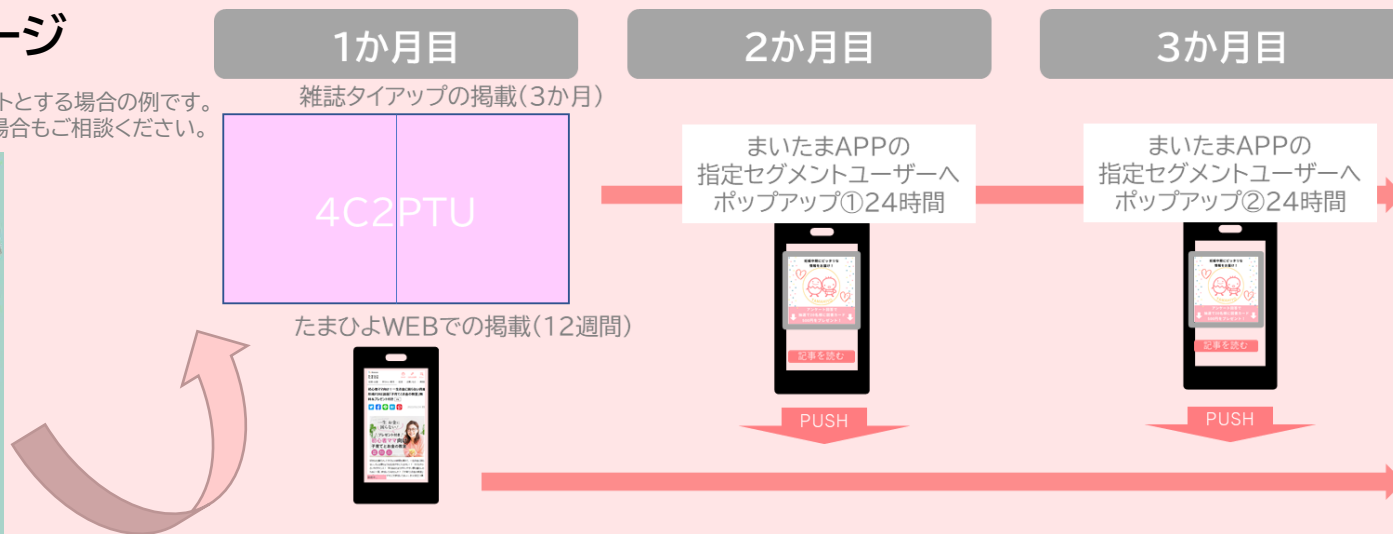 ージ
トとする場合の例です。
場合もご相談ください。
1か月目
2か月目
3か月目
雑誌タイアップの掲載(3か月)
4C2PTU
たまひよWEBでの掲載(12週間)
まいたまAPPの
指定セグメントユーザーへ
ポップアップ①24時間
記事を読む
PUSH
まいたまAPPの
指定セグメントユーザーへ
ポップアップ②24時間
記事を読む
PUSH